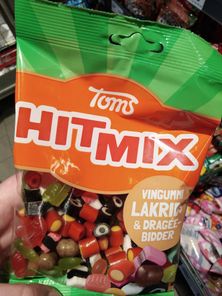 Toms
HITMIX
VINGUMMI
LAKRIDS
& DRAGEE-
BIDDER